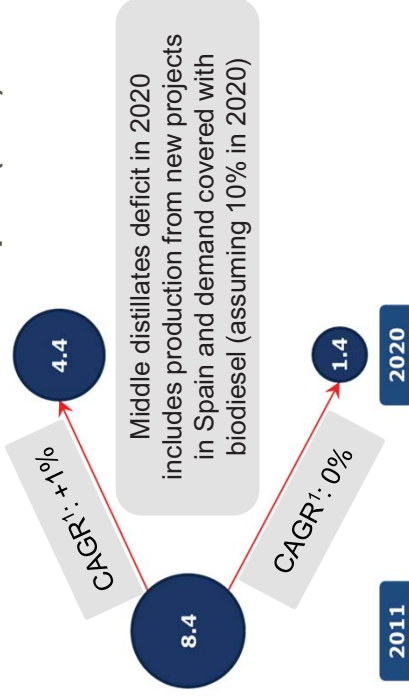 4.4
CAGR¹: +1%
Middle distillates deficit in 2020
includes production from new projects
in Spain and demand covered with
biodiesel (assuming 10% in 2020)
8.4
CAGR¹: 0%
1.4
2011
2020